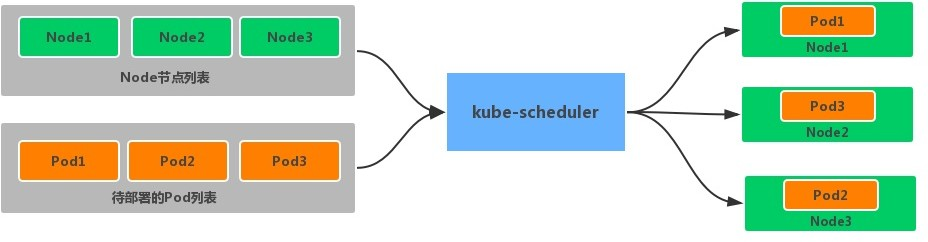 Node1
Node2
Node3
Node节点列表
Pod1
Pod2
Pod3
待部署的Pod列表
kube-scheduler
Pod1
Node1
Pod3
Node2
Pod2
Node3